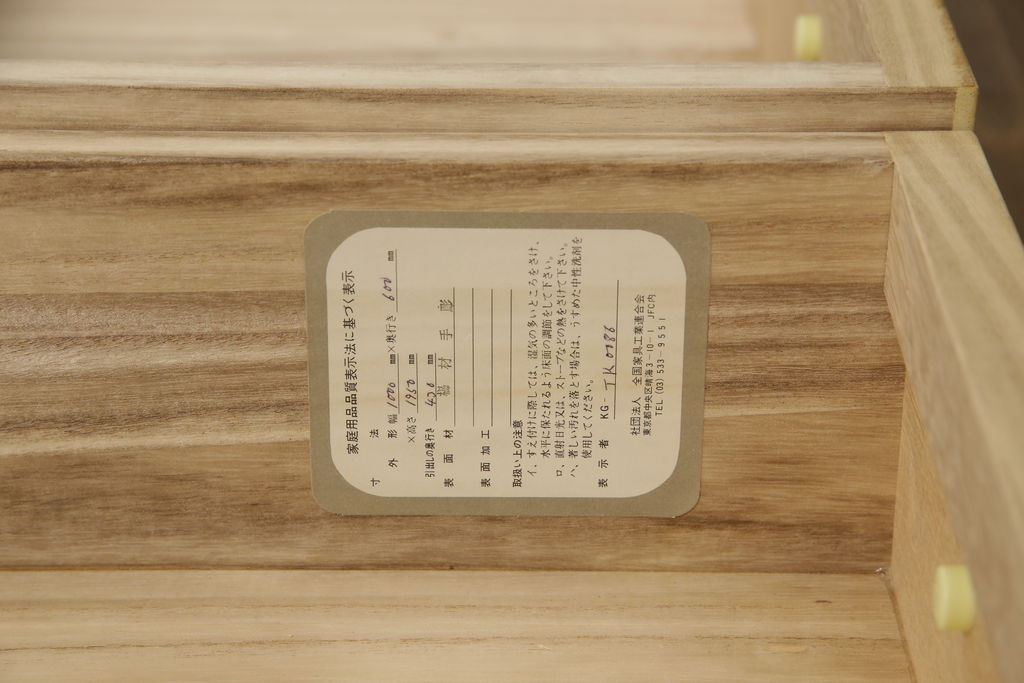 家庭用品品質表示法に基づく表示
寸法
外形 幅 1000 mm×奥行き 600 mm
×高さ 1950 mm
引出しの奥行き 420 mm
表面材 楊材 手彫
表面加工
取扱い上の注意
イ、すえ付けに際しては、湿気の多いところをさけ、
水平に保たれるよう床面の調節をして下さい。
ロ、直射日光又は、ストーブなどの熱をさけて下さい。
ハ、著しい汚れを落とす場合は、うすめた中性洗剤を
使用してください。
表示者 KG- JK 0086
社団法人 全国家具工業連合会
東京都中央区晴海3-10-1 JFC内
TEL (03) 533-9551